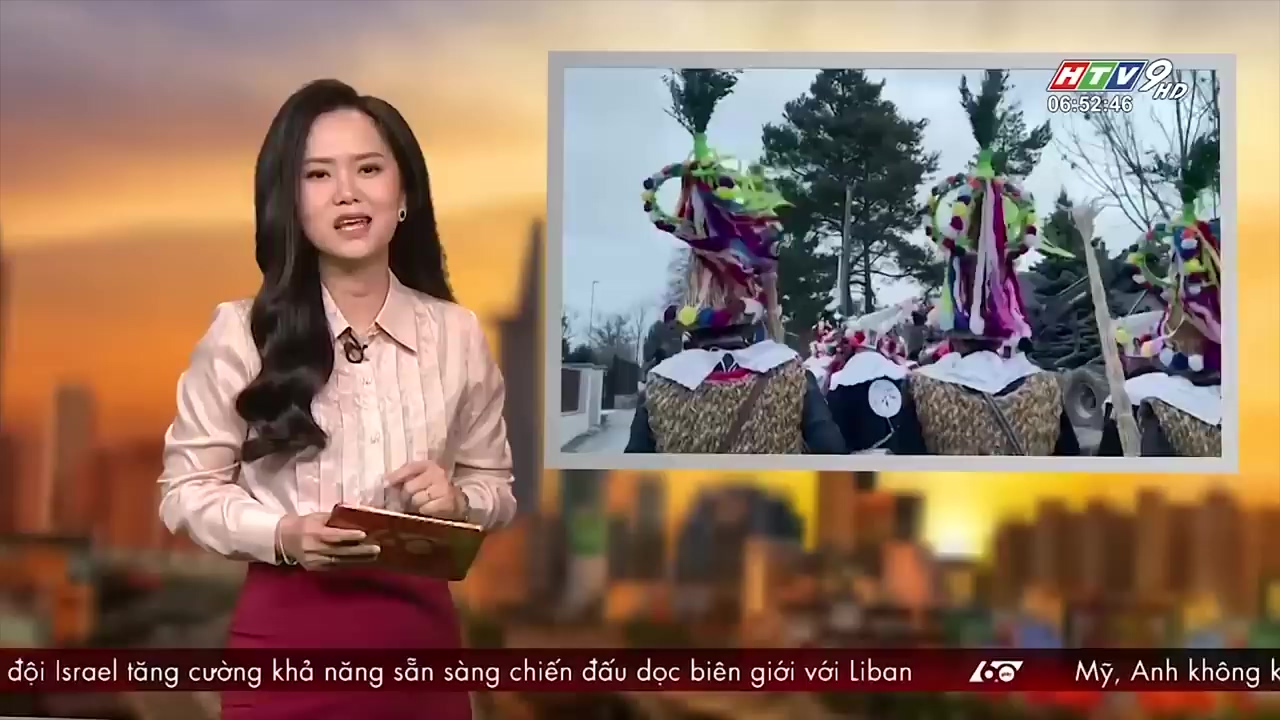 HTV9
HD
06:52:46
đội Israel tăng cường khả năng sẵn sàng chiến đấu dọc biên giới với Liban
Mỹ, Anh không k